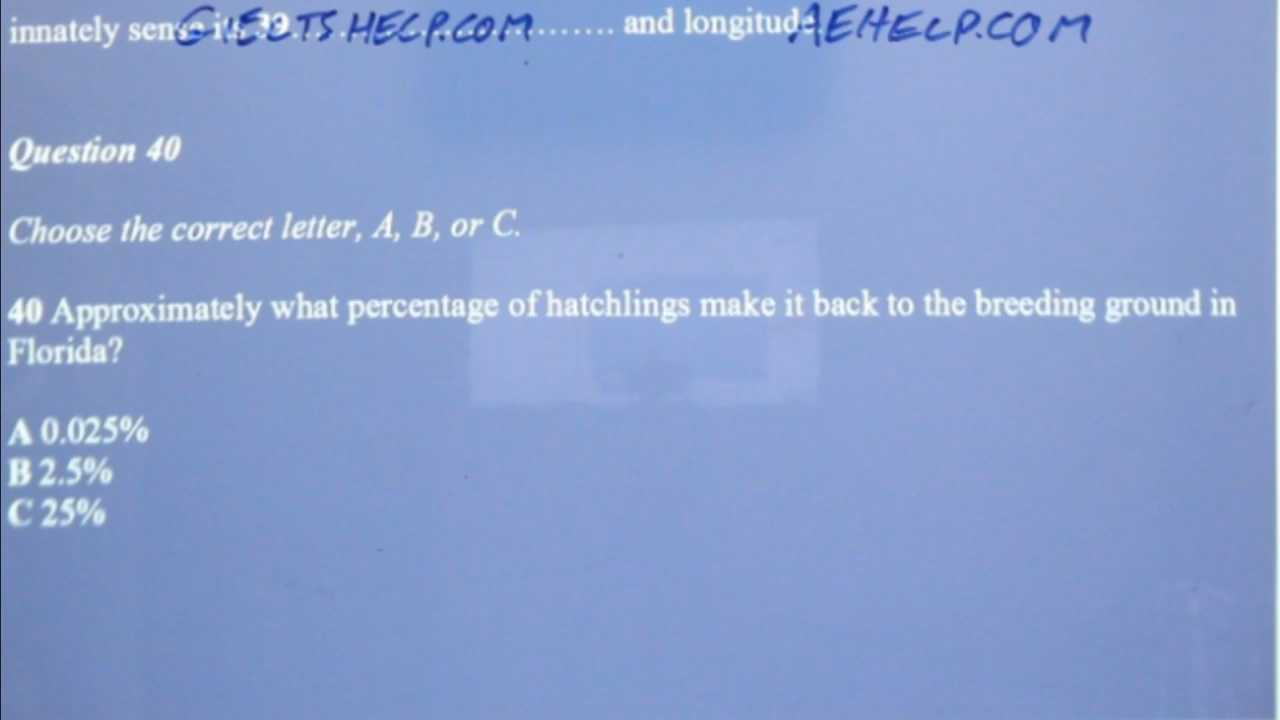 innately sense its 39.................................... and longitude
GIELTSHELP.COM AEHELP.COM
Question 40
Choose the correct letter, A, B, or C.
40 Approximately what percentage of hatchlings make it back to the breeding ground in
Florida?
A 0.025%
B 2.5%
C 25%